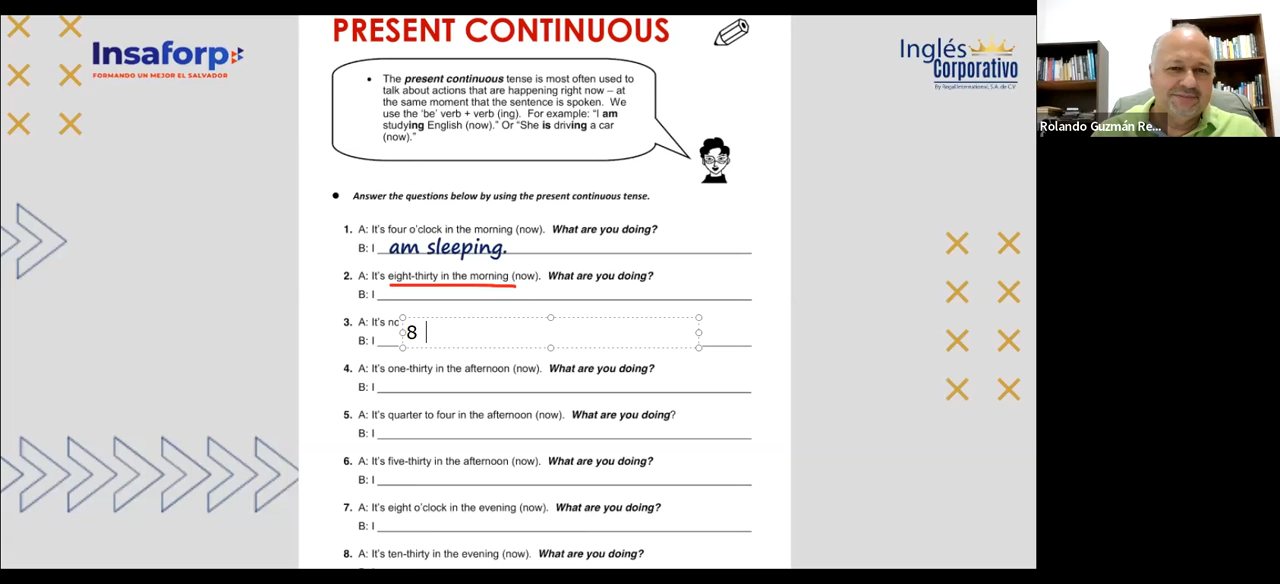 PRESENT CONTINUOUS
Insaforp
FORMANDO UN MEJOR EL SALVADOR
Inglés
Corporativo
By Regal International, S.A. de C.V
Rolando Guzmán Re...
• The present continuous tense is most often used to
talk about actions that are happening right now – at
the same moment that the sentence is spoken. We
use the 'be' verb + verb (ing). For example: "I am
studying English (now)." Or "She is driving a car
(now)."
● Answer the questions below by using the present continuous tense.
1. A: It's four o'clock in the morning (now). What are you doing?
B: I am sleeping.
2. A: It's eight-thirty in the morning (now). What are you doing?
B: I
3. A: It's
8
B: I
4. A: It's one-thirty in the afternoon (now). What are you doing?
B: I
5. A: It's quarter to four in the afternoon (now). What are you doing?
B: I
6. A: It's five-thirty in the afternoon (now). What are you doing?
B: I
7. A: It's eight o'clock in the evening (now). What are you doing?
B: I
8. A: It's ten-thirty in the evening (now). What are you doing?